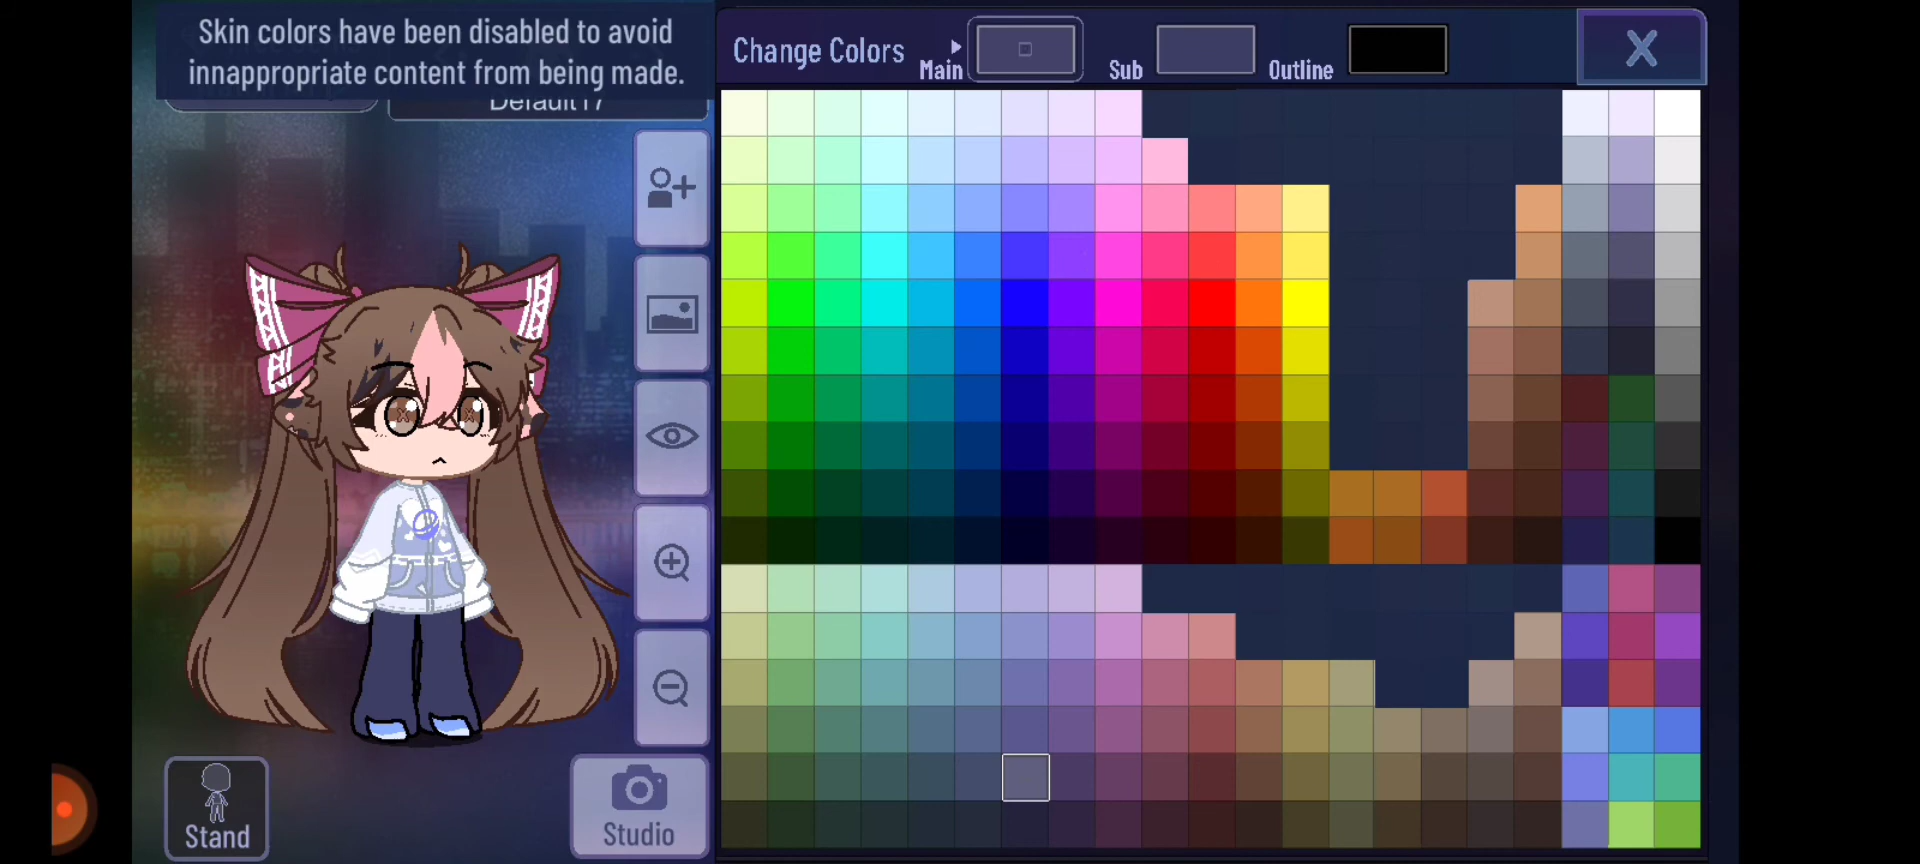 Skin colors have been disabled to avoid
innappropriate content from being made.
Default17
Change Colors
Main
Sub
Outline
X
Stand
Studio